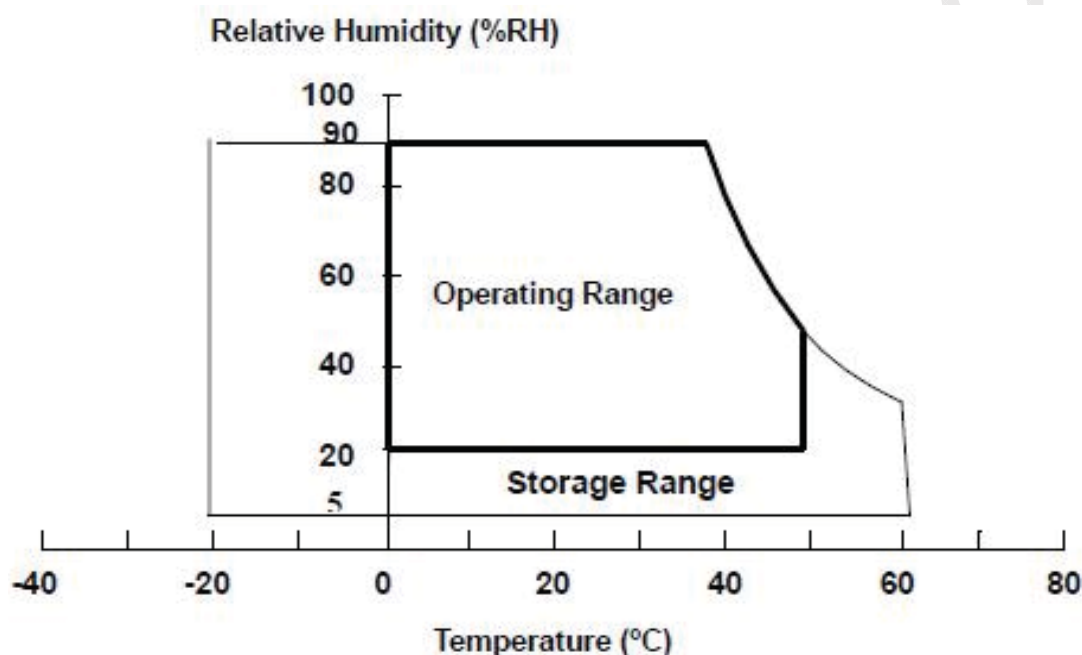 Relative Humidity (%RH)
100
90
80
60
Operating Range
40
20
Storage Range
5
-40 -20 0 20 40 60 80
Temperature (ºC)